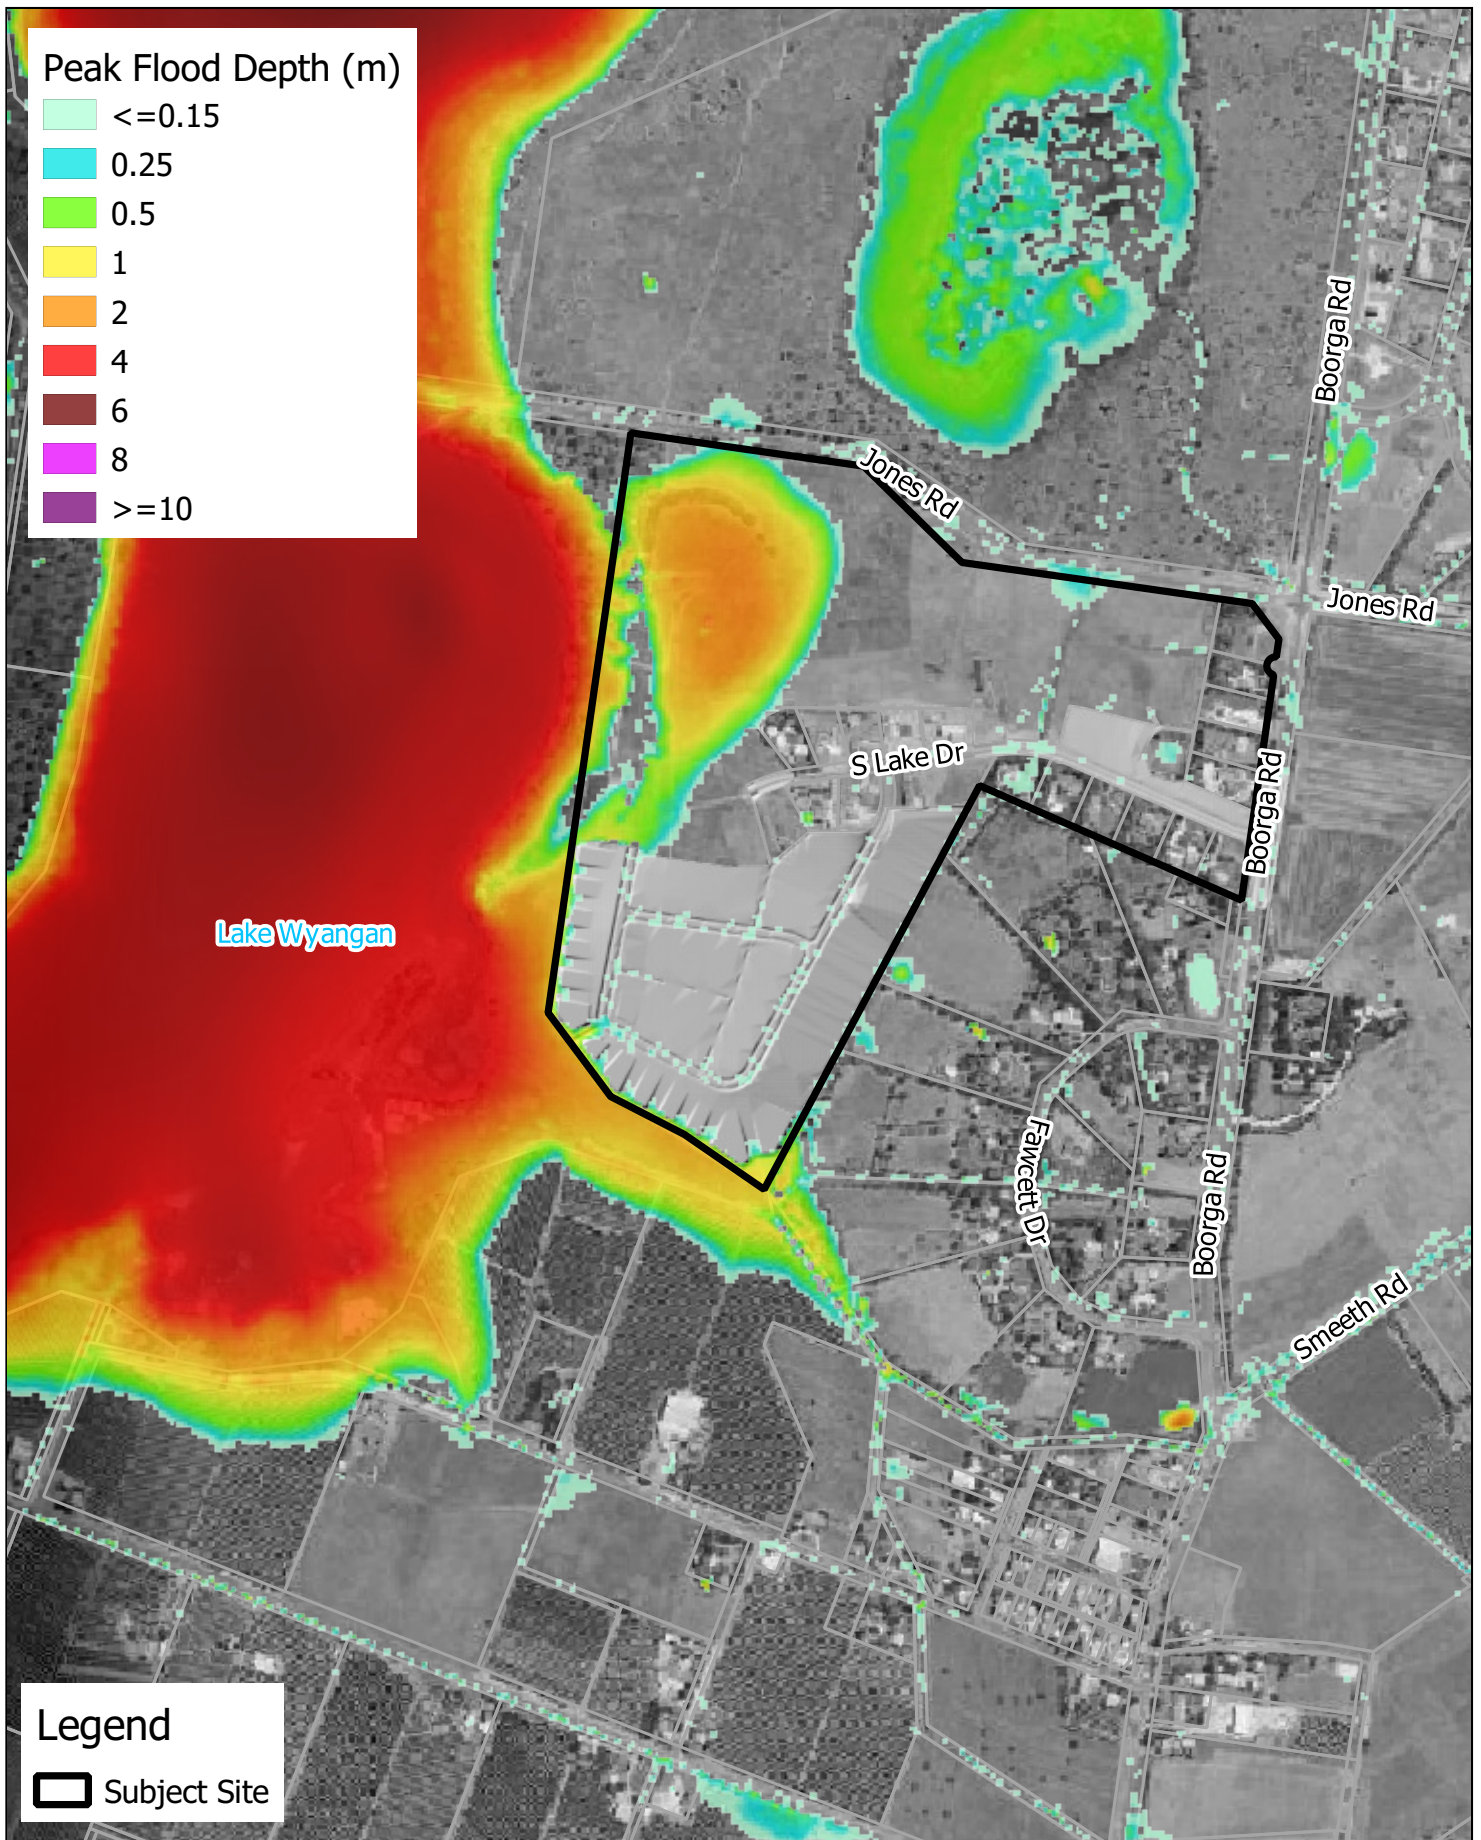 Peak Flood Depth (m)
<=0.15
0.25
0.5
1
2
4
6
8
>=10
Boorga Rd
Jones Rd
Jones Rd
S Lake Dr
Boorga Rd
Lake Wyangan
Fawcett Dr
Boorga Rd
Smeeth Rd
Legend
Subject Site